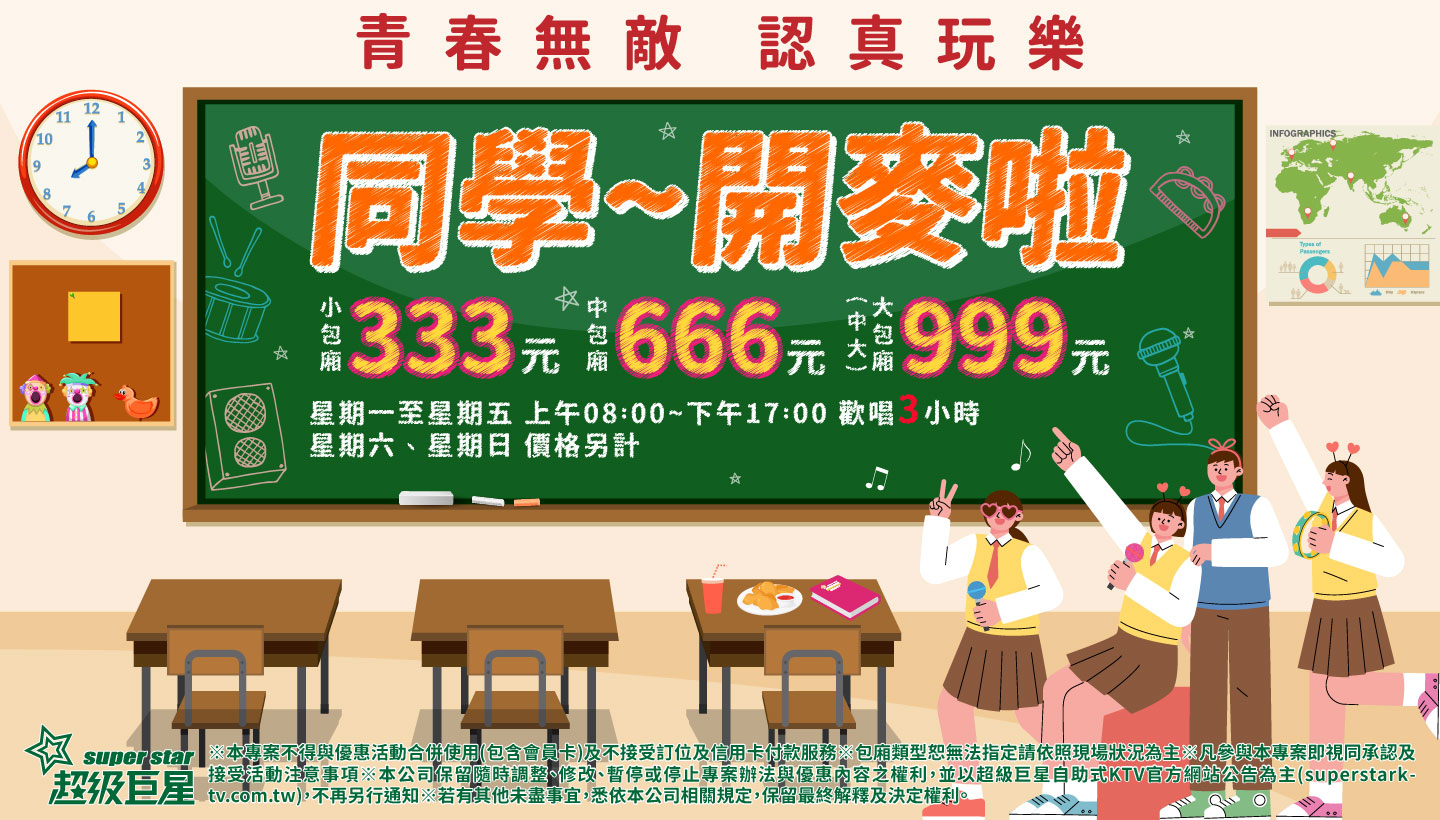 青春無敵 認真玩樂
同學~開麥啦
小包廂 333元 中包廂 666元 大包廂(中大) 999元
星期一至星期五 上午08:00~下午17:00 歡唱3小時
星期六、星期日 價格另計
12
11 1
10 2
9 3
8 4
7 5
6
INFOGRAPHICS
Types of
Passengers
super star
超級巨星
※本專案不得與優惠活動合併使用(包含會員卡)及不接受訂位及信用卡付款服務※包廂類型恕無法指定請依照現場狀況為主※凡參與本專案即視同承認及
接受活動注意事項※本公司保留隨時調整、修改、暫停或停止專案辦法與優惠內容之權利,並以超級巨星自助式KTV官方網站公告為主(superstark-
tv.com.tw),不再另行通知※若有其他未盡事宜,悉依本公司相關規定,保留最終解釋及決定權利。